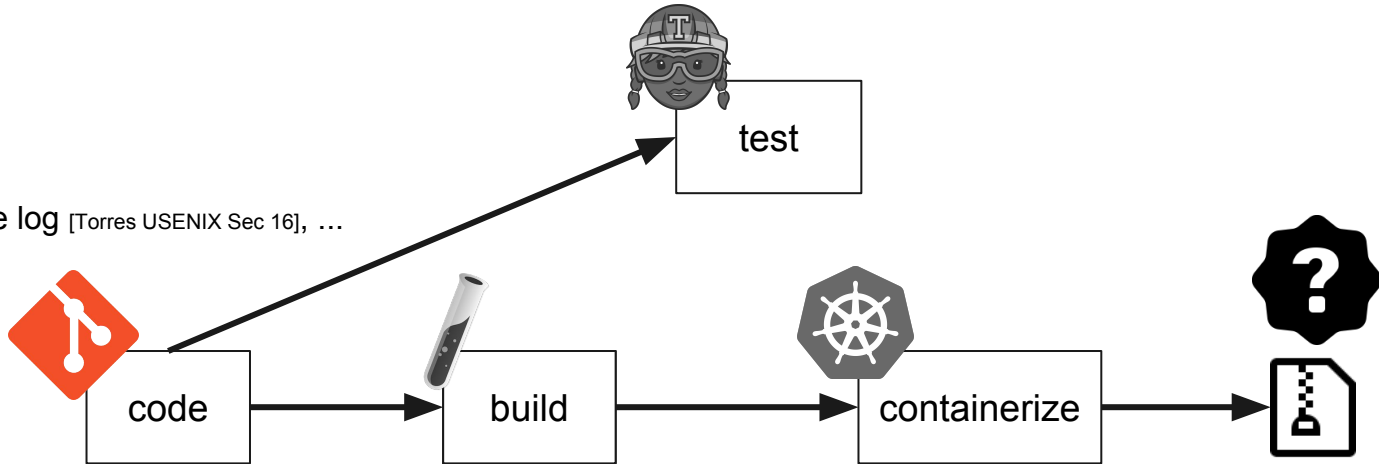 T
test
e log [Torres USENIX Sec 16], ...
?
code
build
containerize